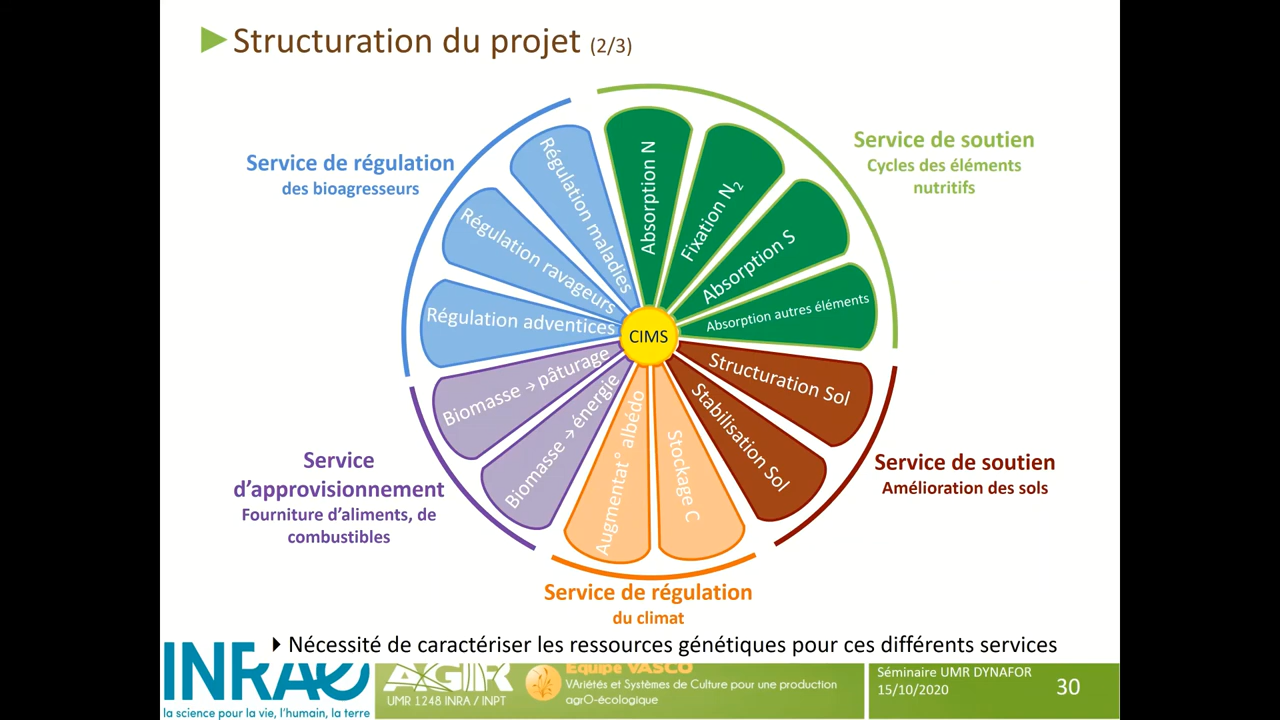 Structuration du projet (2/3)
Service de régulation
des bioagresseurs
Service de soutien
Cycles des éléments
nutritifs
Régulation maladies
Régulation ravageurs
Régulation adventices
Absorption N
Fixation N₂
Absorption S
Absorption autres éléments
CIMS
Biomasse → pâturage
Biomasse → énergie
Augmentat° albédo
Stockage C
Stabilisation Sol
Structuration Sol
Service
d'approvisionnement
Fourniture d'aliments, de
combustibles
Service de soutien
Amélioration des sols
Service de régulation
du climat
Nécessité de caractériser les ressources génétiques pour ces différents services
INRAE
la science pour la vie, l'humain, la terre
AGIR
UMR 1248 INRA / INPT
Equipe VASCO
VAriétés et Systèmes de Culture pour une production
agrO-écologique
Séminaire UMR DYNAFOR
15/10/2020
30